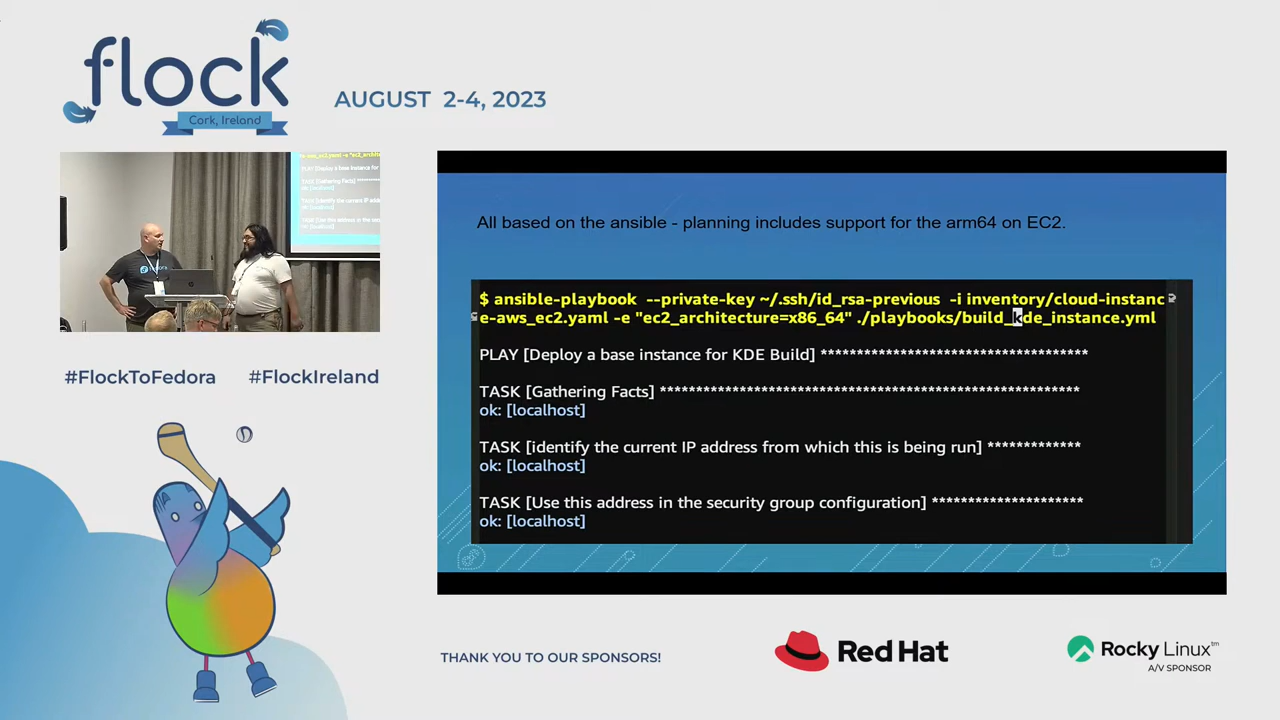 flock
Cork, Ireland
AUGUST 2-4, 2023
#FlockToFedora #FlockIreland
All based on the ansible - planning includes support for the arm64 on EC2.
$ ansible-playbook --private-key ~/.ssh/id_rsa-previous -i inventory/cloud-instanc
e-aws_ec2.yaml -e "ec2_architecture=x86_64" ./playbooks/build_kde_instance.yml
PLAY [Deploy a base instance for KDE Build] ***********************************
TASK [Gathering Facts] *******************************************************
ok: [localhost]
TASK [identify the current IP address from which this is being run] *************
ok: [localhost]
TASK [Use this address in the security group configuration] *********************
ok: [localhost]
THANK YOU TO OUR SPONSORS!
Red Hat
Rocky Linux™
A/V SPONSOR